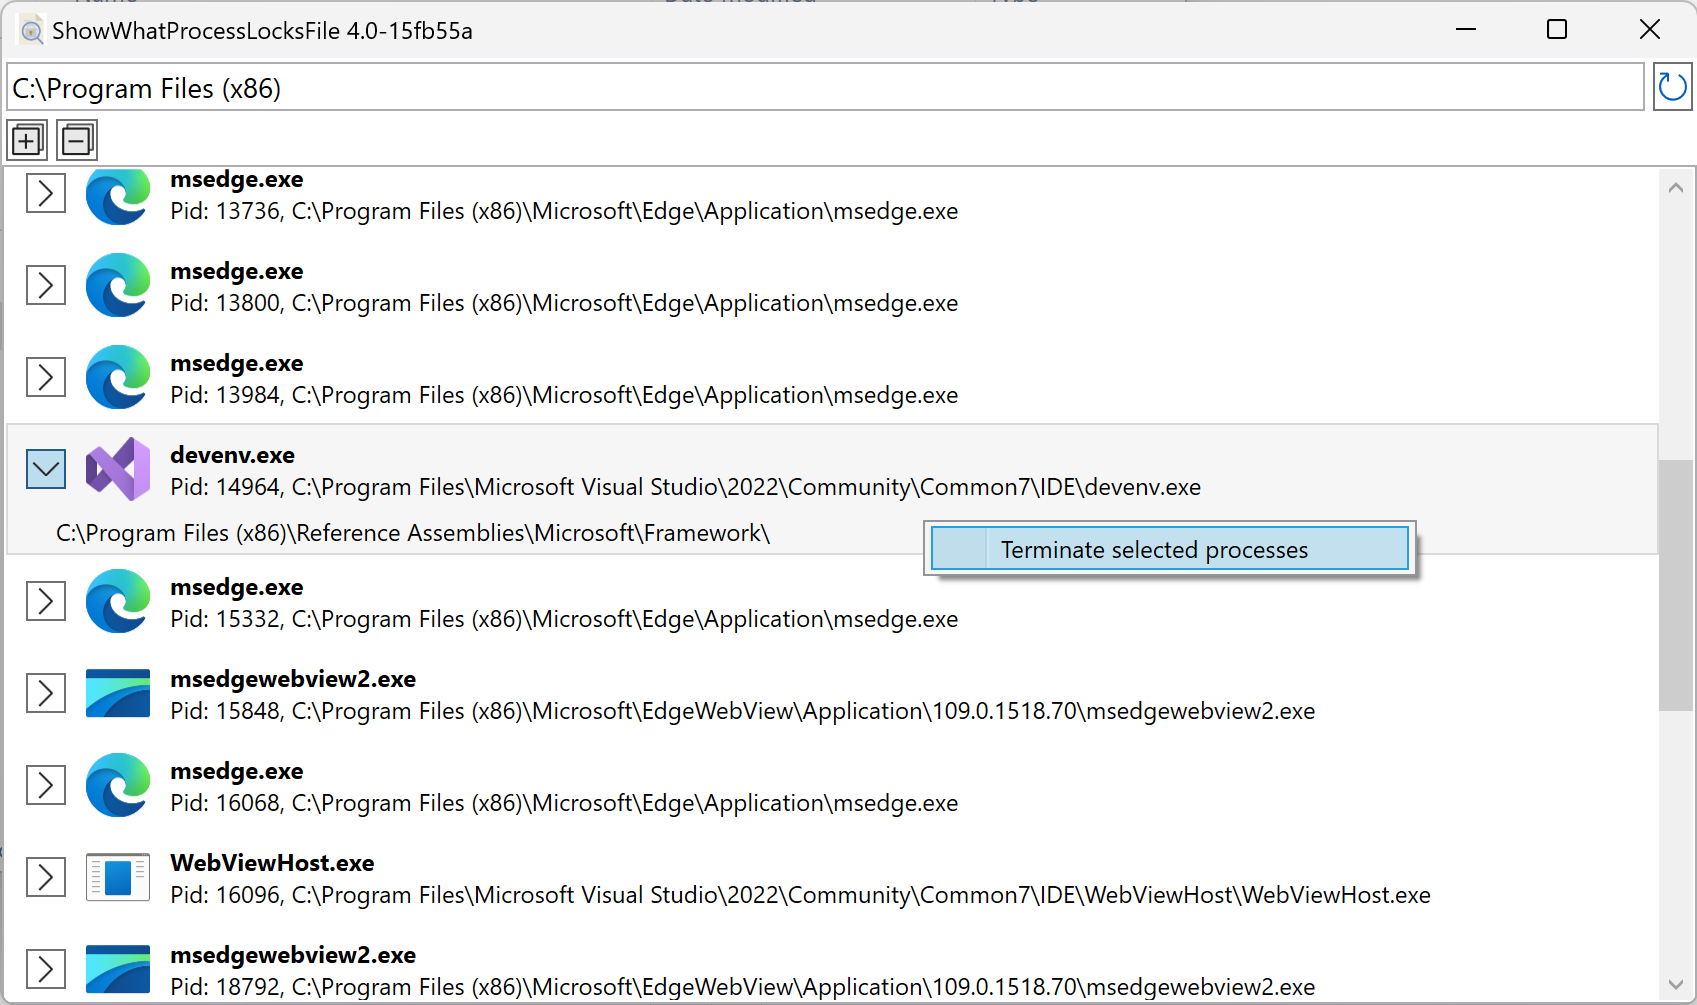 ShowWhatProcessLocksFile 4.0-15fb55a
C:\Program Files (x86)
msedge.exe
Pid: 13736, C:\Program Files (x86)\Microsoft\Edge\Application\msedge.exe
msedge.exe
Pid: 13800, C:\Program Files (x86)\Microsoft\Edge\Application\msedge.exe
msedge.exe
Pid: 13984, C:\Program Files (x86)\Microsoft\Edge\Application\msedge.exe
devenv.exe
Pid: 14964, C:\Program Files\Microsoft Visual Studio\2022\Community\Common7\IDE\devenv.exe
C:\Program Files (x86)\Reference Assemblies\Microsoft\Framework\
Terminate selected processes
msedge.exe
Pid: 15332, C:\Program Files (x86)\Microsoft\Edge\Application\msedge.exe
msedgewebview2.exe
Pid: 15848, C:\Program Files (x86)\Microsoft\EdgeWebView\Application\109.0.1518.70\msedgewebview2.exe
msedge.exe
Pid: 16068, C:\Program Files (x86)\Microsoft\Edge\Application\msedge.exe
WebViewHost.exe
Pid: 16096, C:\Program Files\Microsoft Visual Studio\2022\Community\Common7\IDE\WebViewHost\WebViewHost.exe
msedgewebview2.exe
Pid: 18792, C:\Program Files (x86)\Microsoft\EdgeWebView\Application\109.0.1518.70\msedgewebview2.exe